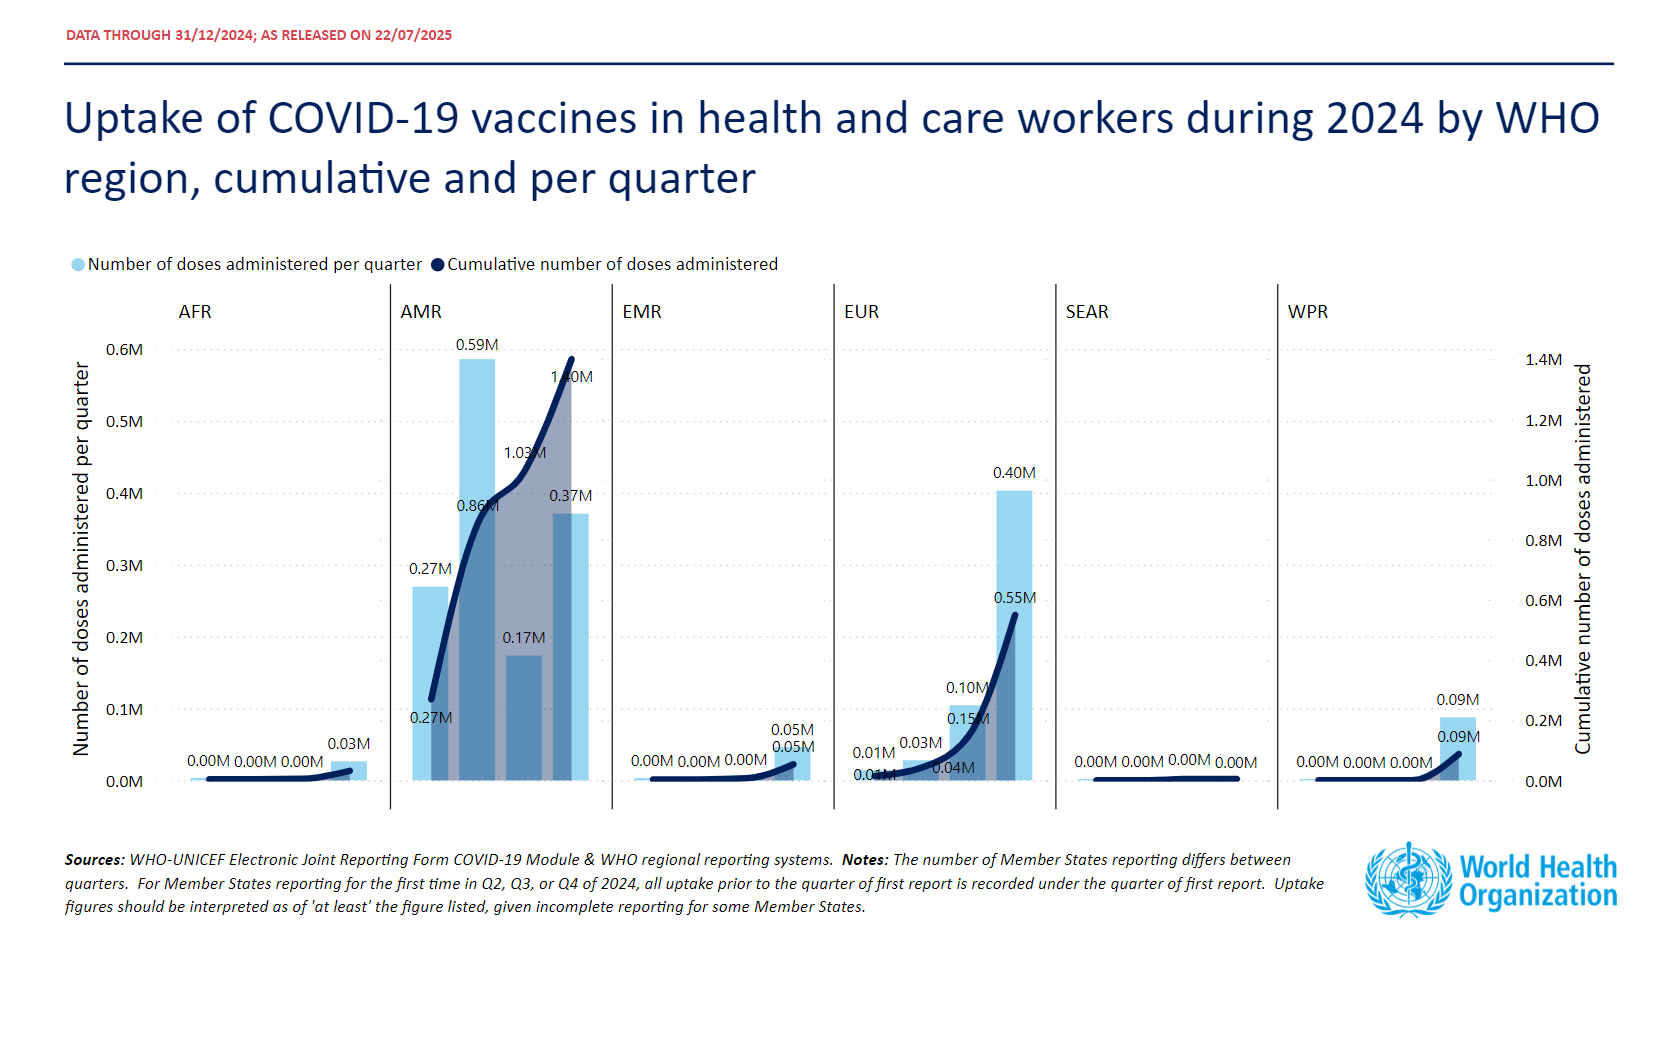 DATA THROUGH 31/12/2024; AS RELEASED ON 22/07/2025
Uptake of COVID-19 vaccines in health and care workers during 2024 by WHO
region, cumulative and per quarter
Number of doses administered per quarter Cumulative number of doses administered
AFR AMR EMR EUR SEAR WPR
Number of doses administered per quarter
0.6M
0.5M
0.4M
0.3M
0.2M
0.1M
0.0M
0.00M 0.00M 0.00M 0.03M
0.27M 0.59M 0.17M 0.37M
0.27M 0.86M 1.03M 1.40M
0.00M 0.00M 0.00M 0.05M
0.05M
0.01M 0.03M 0.10M 0.40M
0.01M 0.04M 0.15M 0.55M
0.00M 0.00M 0.00M 0.00M
0.00M 0.00M 0.00M 0.09M
0.09M
1.4M
1.2M
1.0M
0.8M
0.6M
0.4M
0.2M
0.0M
Cumulative number of doses administered
Sources: WHO-UNICEF Electronic Joint Reporting Form COVID-19 Module & WHO regional reporting systems. Notes: The number of Member States reporting differs between
quarters. For Member States reporting for the first time in Q2, Q3, or Q4 of 2024, all uptake prior to the quarter of first report is recorded under the quarter of first report. Uptake
figures should be interpreted as of 'at least' the figure listed, given incomplete reporting for some Member States.
World Health
Organization